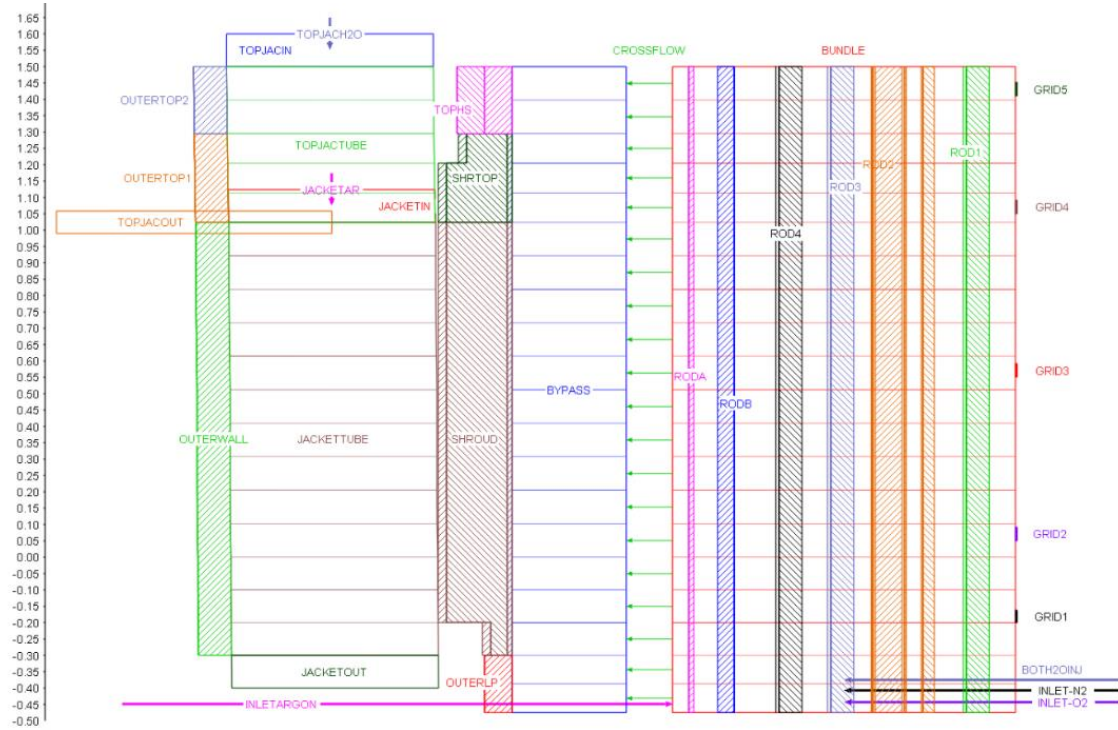 1.65
TOPJACH2O
1.60
1.55
TOPJACIN
CROSSFLOW
BUNDLE
1.50
1.45
GRID5
1.40
OUTERTOP2
1.35
TOPHS
1.30
1.25
TOPJACTUBE
ROD1
1.20
ROD2
1.15
OUTERTOP1
SHRTOP
ROD3
1.10
JACKETAR
1.05
JACKETIN
GRID4
1.00
TOPJACOUT
ROD4
0.95
0.90
0.85
0.80
0.75
0.70
0.65
0.60
0.55
RODA
GRID3
0.50
BYPASS
0.45
RODB
0.40
0.35
OUTERWALL
JACKETTUBE
SHROUD
0.30
0.25
0.20
0.15
0.10
0.05
GRID2
0.00
-0.05
-0.10
-0.15
GRID1
-0.20
-0.25
-0.30
-0.35
JACKETOUT
BOTH2OINJ
-0.40
OUTERLP
INLET-N2
-0.45
INLETARGON
INLET-O2
-0.50